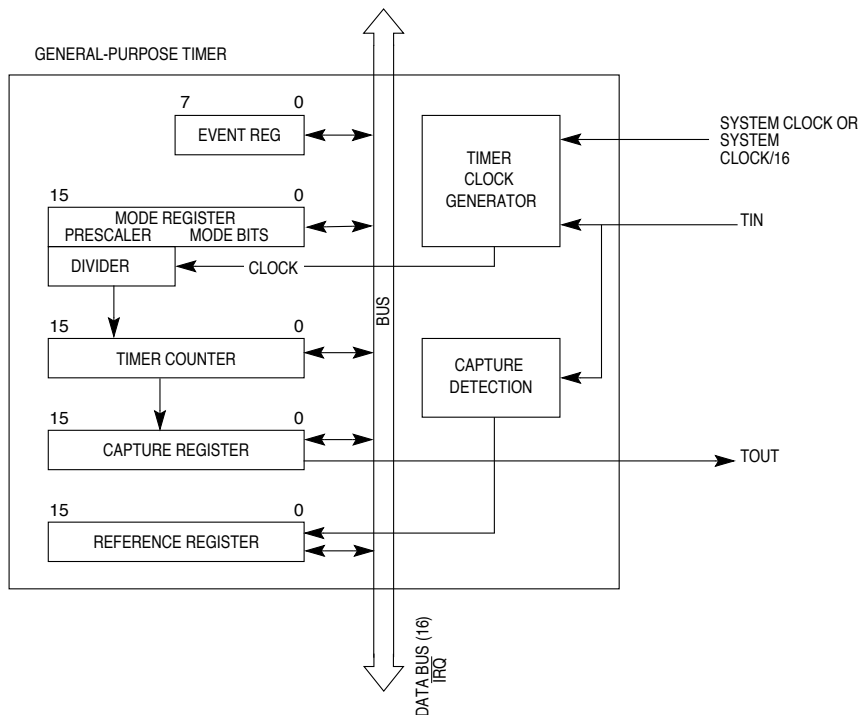 GENERAL-PURPOSE TIMER
7 0
EVENT REG
15 0
MODE REGISTER
PRESCALER MODE BITS
DIVIDER
CLOCK
15 0
TIMER COUNTER
15 0
CAPTURE REGISTER
15 0
REFERENCE REGISTER
BUS
TIMER
CLOCK
GENERATOR
CAPTURE
DETECTION
SYSTEM CLOCK OR
SYSTEM
CLOCK/16
TIN
TOUT
DATA BUS (16)
IRQ